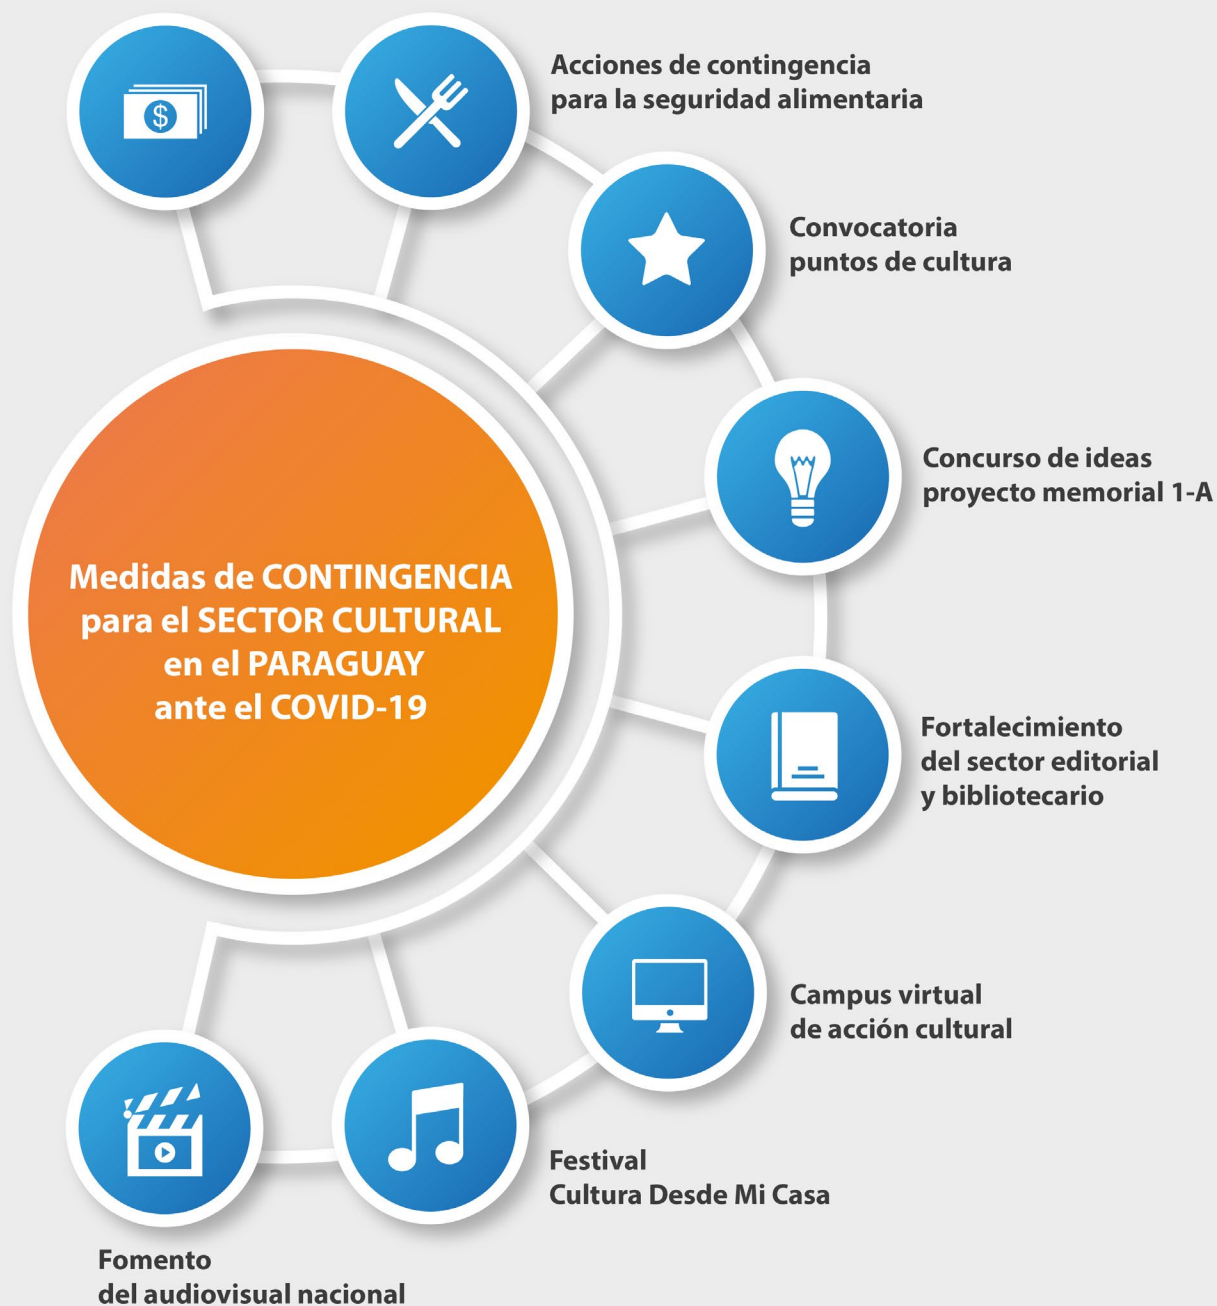 $
Acciones de contingencia
para la seguridad alimentaria
Convocatoria
puntos de cultura
Concurso de ideas
proyecto memorial 1-A
Medidas de CONTINGENCIA
para el SECTOR CULTURAL
en el PARAGUAY
ante el COVID-19
Fortalecimiento
del sector editorial
y bibliotecario
Campus virtual
de acción cultural
Festival
Cultura Desde Mi Casa
Fomento
del audiovisual nacional